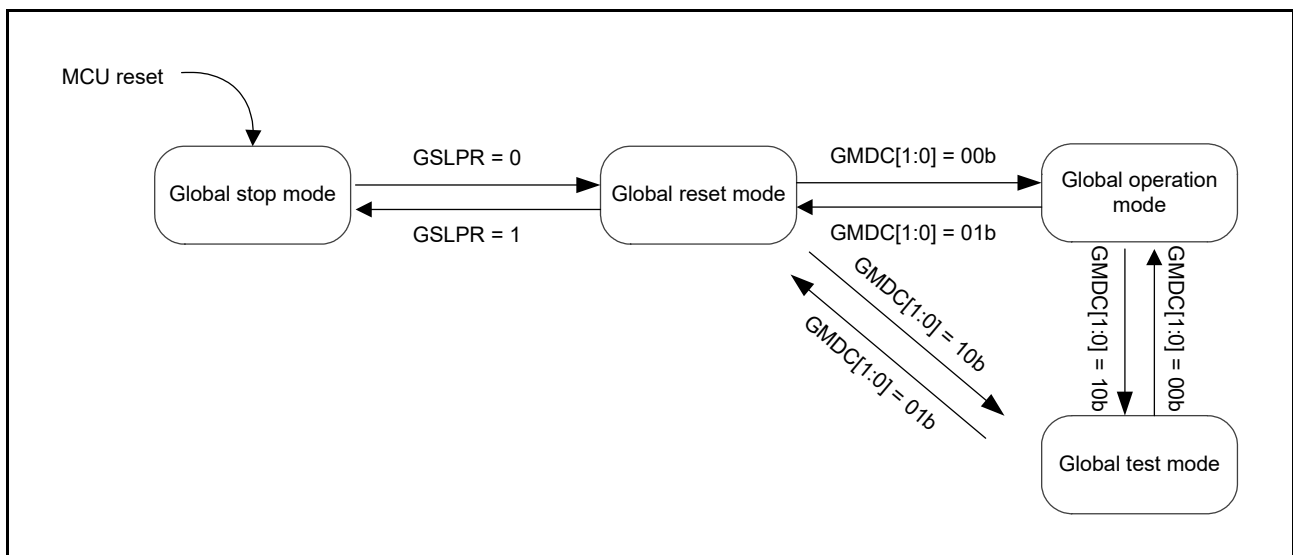 MCU reset
GSLPR = 0
GMDC[1:0] = 00b
Global stop mode
Global reset mode
Global operation
mode
GSLPR = 1
GMDC[1:0] = 01b
GMDC[1:0] = 10b
GMDC[1:0] = 01b
GMDC[1:0] = 10b
GMDC[1:0] = 00b
Global test mode